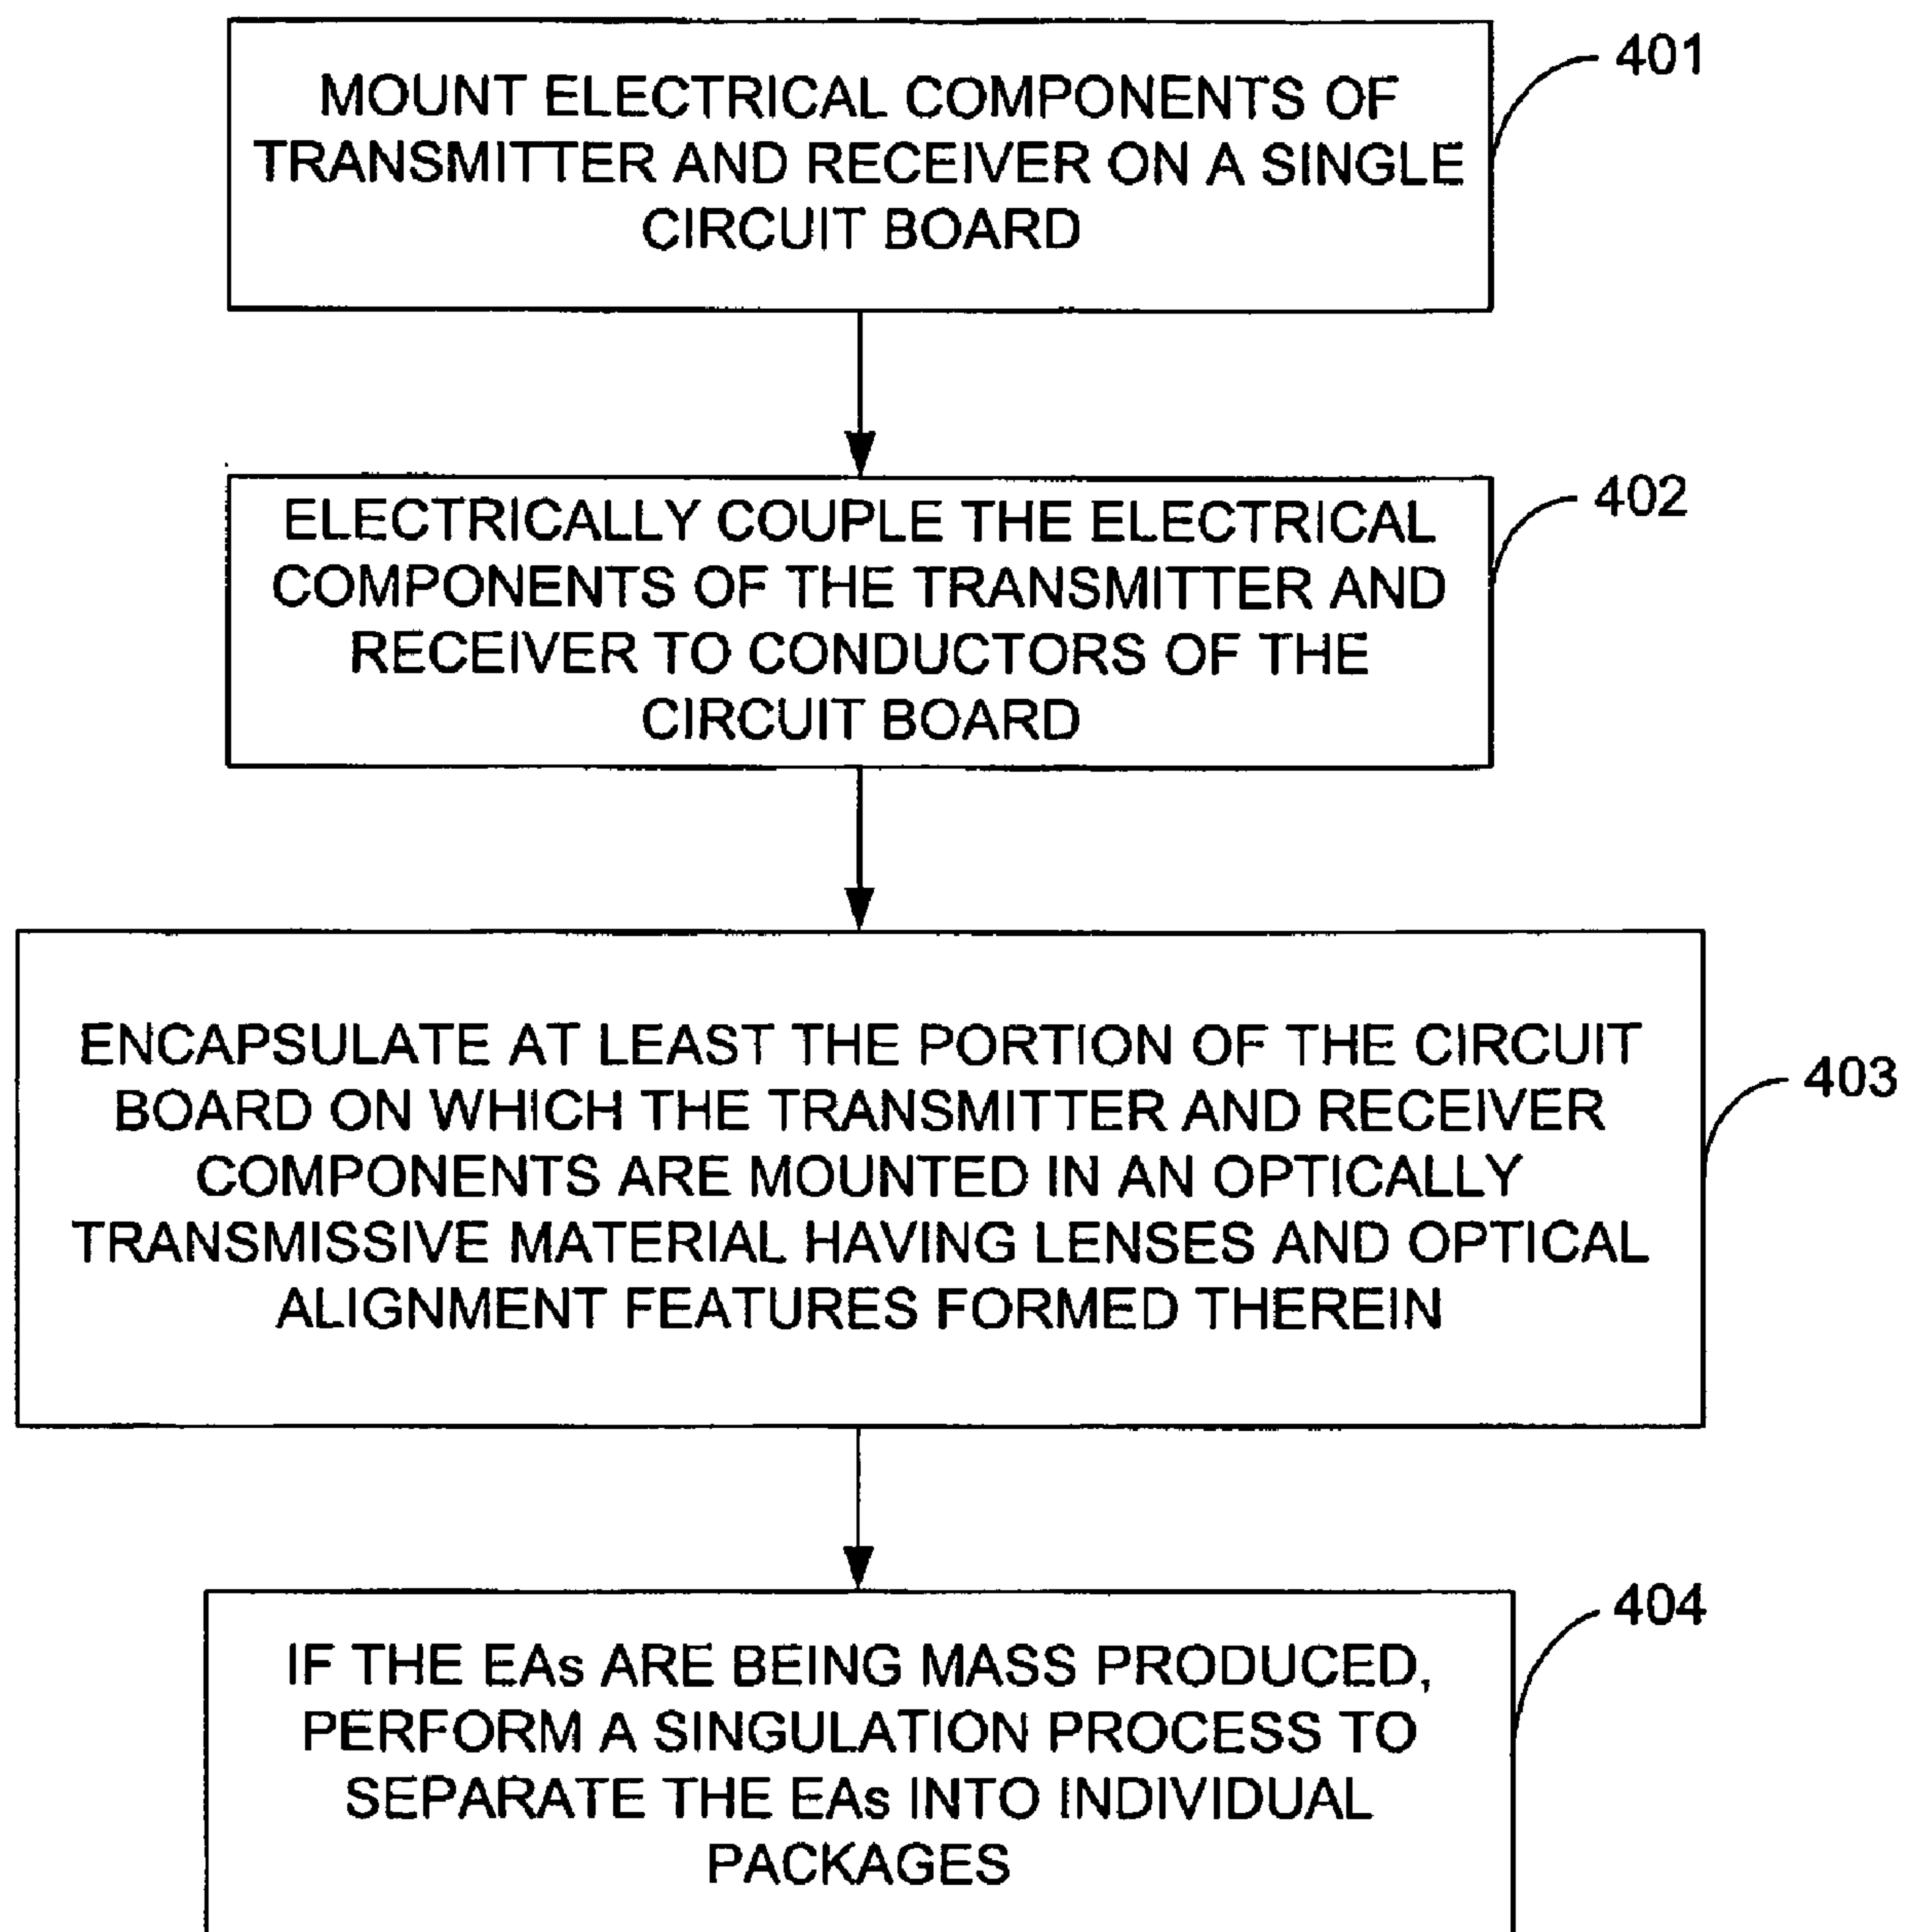 MOUNT ELECTRICAL COMPONENTS OF
TRANSMITTER AND RECEIVER ON A SINGLE
CIRCUIT BOARD
401
ELECTRICALLY COUPLE THE ELECTRICAL
COMPONENTS OF THE TRANSMITTER AND
RECEIVER TO CONDUCTORS OF THE
CIRCUIT BOARD
402
ENCAPSULATE AT LEAST THE PORTION OF THE CIRCUIT
BOARD ON WHICH THE TRANSMITTER AND RECEIVER
COMPONENTS ARE MOUNTED IN AN OPTICALLY
TRANSMISSIVE MATERIAL HAVING LENSES AND OPTICAL
ALIGNMENT FEATURES FORMED THEREIN
403
IF THE EAs ARE BEING MASS PRODUCED,
PERFORM A SINGULATION PROCESS TO
SEPARATE THE EAs INTO INDIVIDUAL
PACKAGES
404